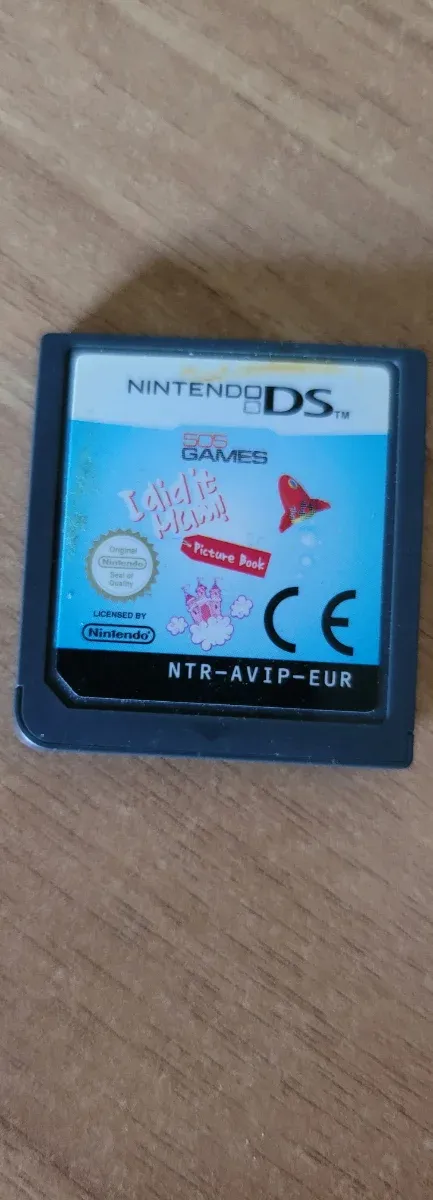 NINTENDO DS TM
505
GAMES
I did it
Mum!
Picture Book
Original
Nintendo
Seal of
Quality
LICENSED BY
Nintendo
CE
NTR-AVIP-EUR